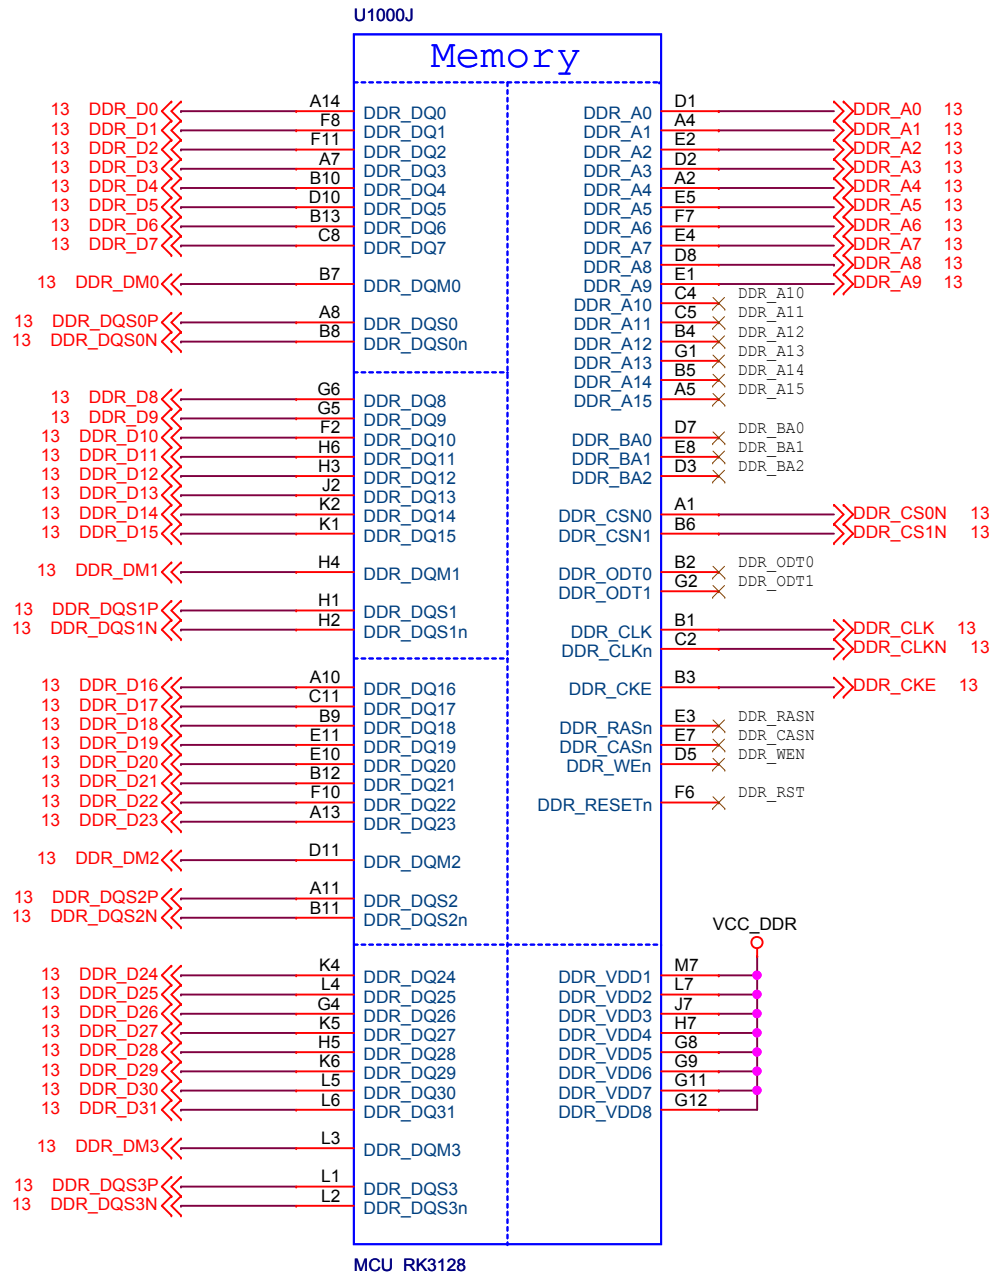 U1000J
Memory
13 DDR_D0 A14 DDR_DQ0 DDR_A0 D1 DDR_A0 13
13 DDR_D1 F8 DDR_DQ1 DDR_A1 A4 DDR_A1 13
13 DDR_D2 F11 DDR_DQ2 DDR_A2 E2 DDR_A2 13
13 DDR_D3 A7 DDR_DQ3 DDR_A3 D2 DDR_A3 13
13 DDR_D4 B10 DDR_DQ4 DDR_A4 A2 DDR_A4 13
13 DDR_D5 D10 DDR_DQ5 DDR_A5 E5 DDR_A5 13
13 DDR_D6 B13 DDR_DQ6 DDR_A6 F7 DDR_A6 13
13 DDR_D7 C8 DDR_DQ7 DDR_A7 E4 DDR_A7 13
DDR_A8 D8 DDR_A8 13
13 DDR_DM0 B7 DDR_DQM0 DDR_A9 E1 DDR_A9 13
DDR_A10 C4 DDR_A10
13 DDR_DQS0P A8 DDR_DQS0 DDR_A11 C5 DDR_A11
13 DDR_DQS0N B8 DDR_DQS0n DDR_A12 B4 DDR_A12
DDR_A13 G1 DDR_A13
DDR_A14 B5 DDR_A14
13 DDR_D8 G6 DDR_DQ8 DDR_A15 A5 DDR_A15
13 DDR_D9 G5 DDR_DQ9
13 DDR_D10 F2 DDR_DQ10 DDR_BA0 D7 DDR_BA0
13 DDR_D11 H6 DDR_DQ11 DDR_BA1 E8 DDR_BA1
13 DDR_D12 H3 DDR_DQ12 DDR_BA2 D3 DDR_BA2
13 DDR_D13 J2 DDR_DQ13
13 DDR_D14 K2 DDR_DQ14 DDR_CSN0 A1 DDR_CS0N 13
13 DDR_D15 K1 DDR_DQ15 DDR_CSN1 B6 DDR_CS1N 13
13 DDR_DM1 H4 DDR_DQM1 DDR_ODT0 B2 DDR_ODT0
DDR_ODT1 G2 DDR_ODT1
13 DDR_DQS1P H1 DDR_DQS1
13 DDR_DQS1N H2 DDR_DQS1n DDR_CLK B1 DDR_CLK 13
DDR_CLKn C2 DDR_CLKN 13
13 DDR_D16 A10 DDR_DQ16 DDR_CKE B3 DDR_CKE 13
13 DDR_D17 C11 DDR_DQ17
13 DDR_D18 B9 DDR_DQ18 DDR_RASn E3 DDR_RASN
13 DDR_D19 E11 DDR_DQ19 DDR_CASn E7 DDR_CASN
13 DDR_D20 E10 DDR_DQ20 DDR_WEn D5 DDR_WEN
13 DDR_D21 B12 DDR_DQ21
13 DDR_D22 F10 DDR_DQ22 DDR_RESETn F6 DDR_RST
13 DDR_D23 A13 DDR_DQ23
13 DDR_DM2 D11 DDR_DQM2
13 DDR_DQS2P A11 DDR_DQS2
13 DDR_DQS2N B11 DDR_DQS2n
VCC_DDR
13 DDR_D24 K4 DDR_DQ24 DDR_VDD1 M7
13 DDR_D25 L4 DDR_DQ25 DDR_VDD2 L7
13 DDR_D26 G4 DDR_DQ26 DDR_VDD3 J7
13 DDR_D27 K5 DDR_DQ27 DDR_VDD4 H7
13 DDR_D28 H5 DDR_DQ28 DDR_VDD5 G8
13 DDR_D29 K6 DDR_DQ29 DDR_VDD6 G9
13 DDR_D30 L5 DDR_DQ30 DDR_VDD7 G11
13 DDR_D31 L6 DDR_DQ31 DDR_VDD8 G12
13 DDR_DM3 L3 DDR_DQM3
13 DDR_DQS3P L1 DDR_DQS3
13 DDR_DQS3N L2 DDR_DQS3n
MCU_RK3128